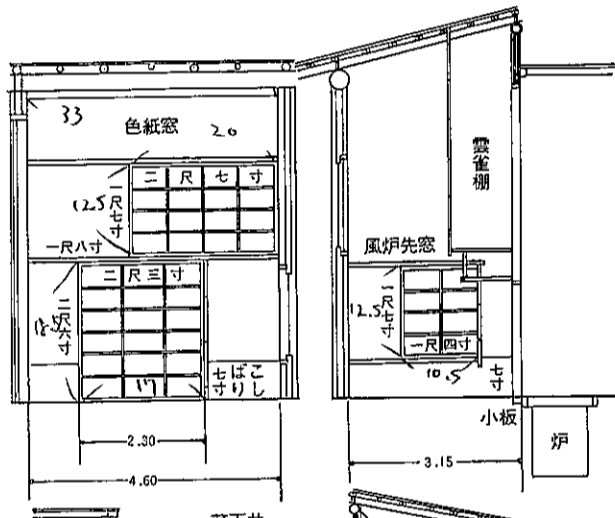 33
色紙窓
20
二尺七寸
12.5
一尺七寸
一尺八寸
二尺三寸
二尺六寸
17
七寸
こしばり
2.30
4.60
雲雀棚
風炉先窓
12.5
一尺七寸
一尺四寸
10.5
七寸
小板
炉
3.15